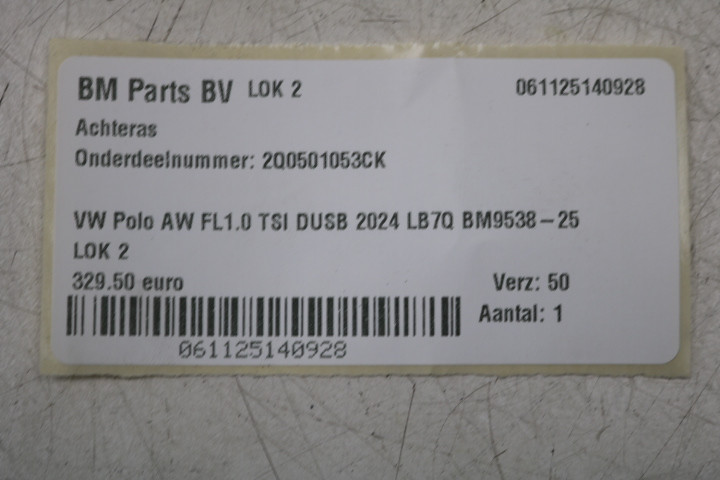 BM Parts BV LOK 2 061125140928
Achteras
Onderdeelnummer: 2Q0501053CK
VW Polo AW FL1.0 TSI DUSB 2024 LB7Q BM9538-25
LOK 2
329.50 euro Verz: 50
Aantal: 1
061125140928